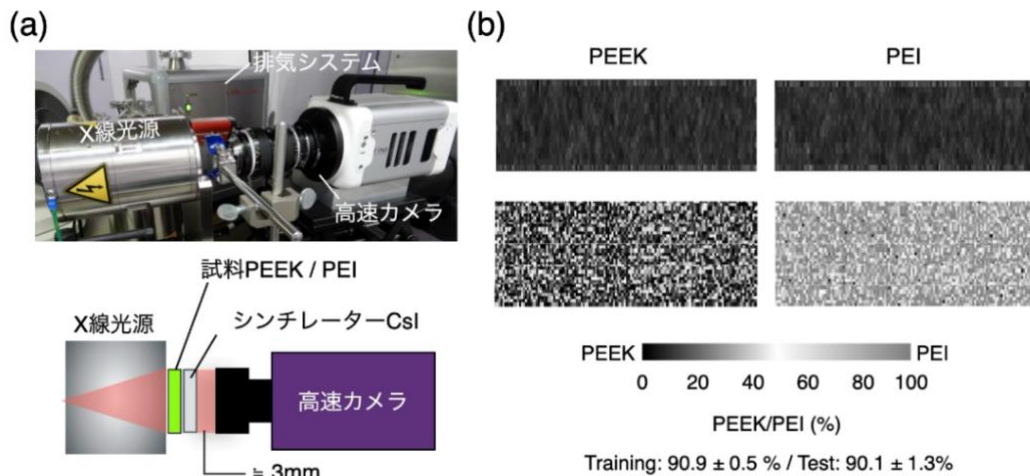 (a)
排気システム
X線光源
高速カメラ
試料PEEK / PEI
X線光源
シンチレーターCsI
高速カメラ
≒ 3mm
(b)
PEEK
PEI
PEEK
PEI
0 20 40 60 80 100
PEEK/PEI (%)
Training: 90.9 ± 0.5 % / Test: 90.1 ± 1.3%